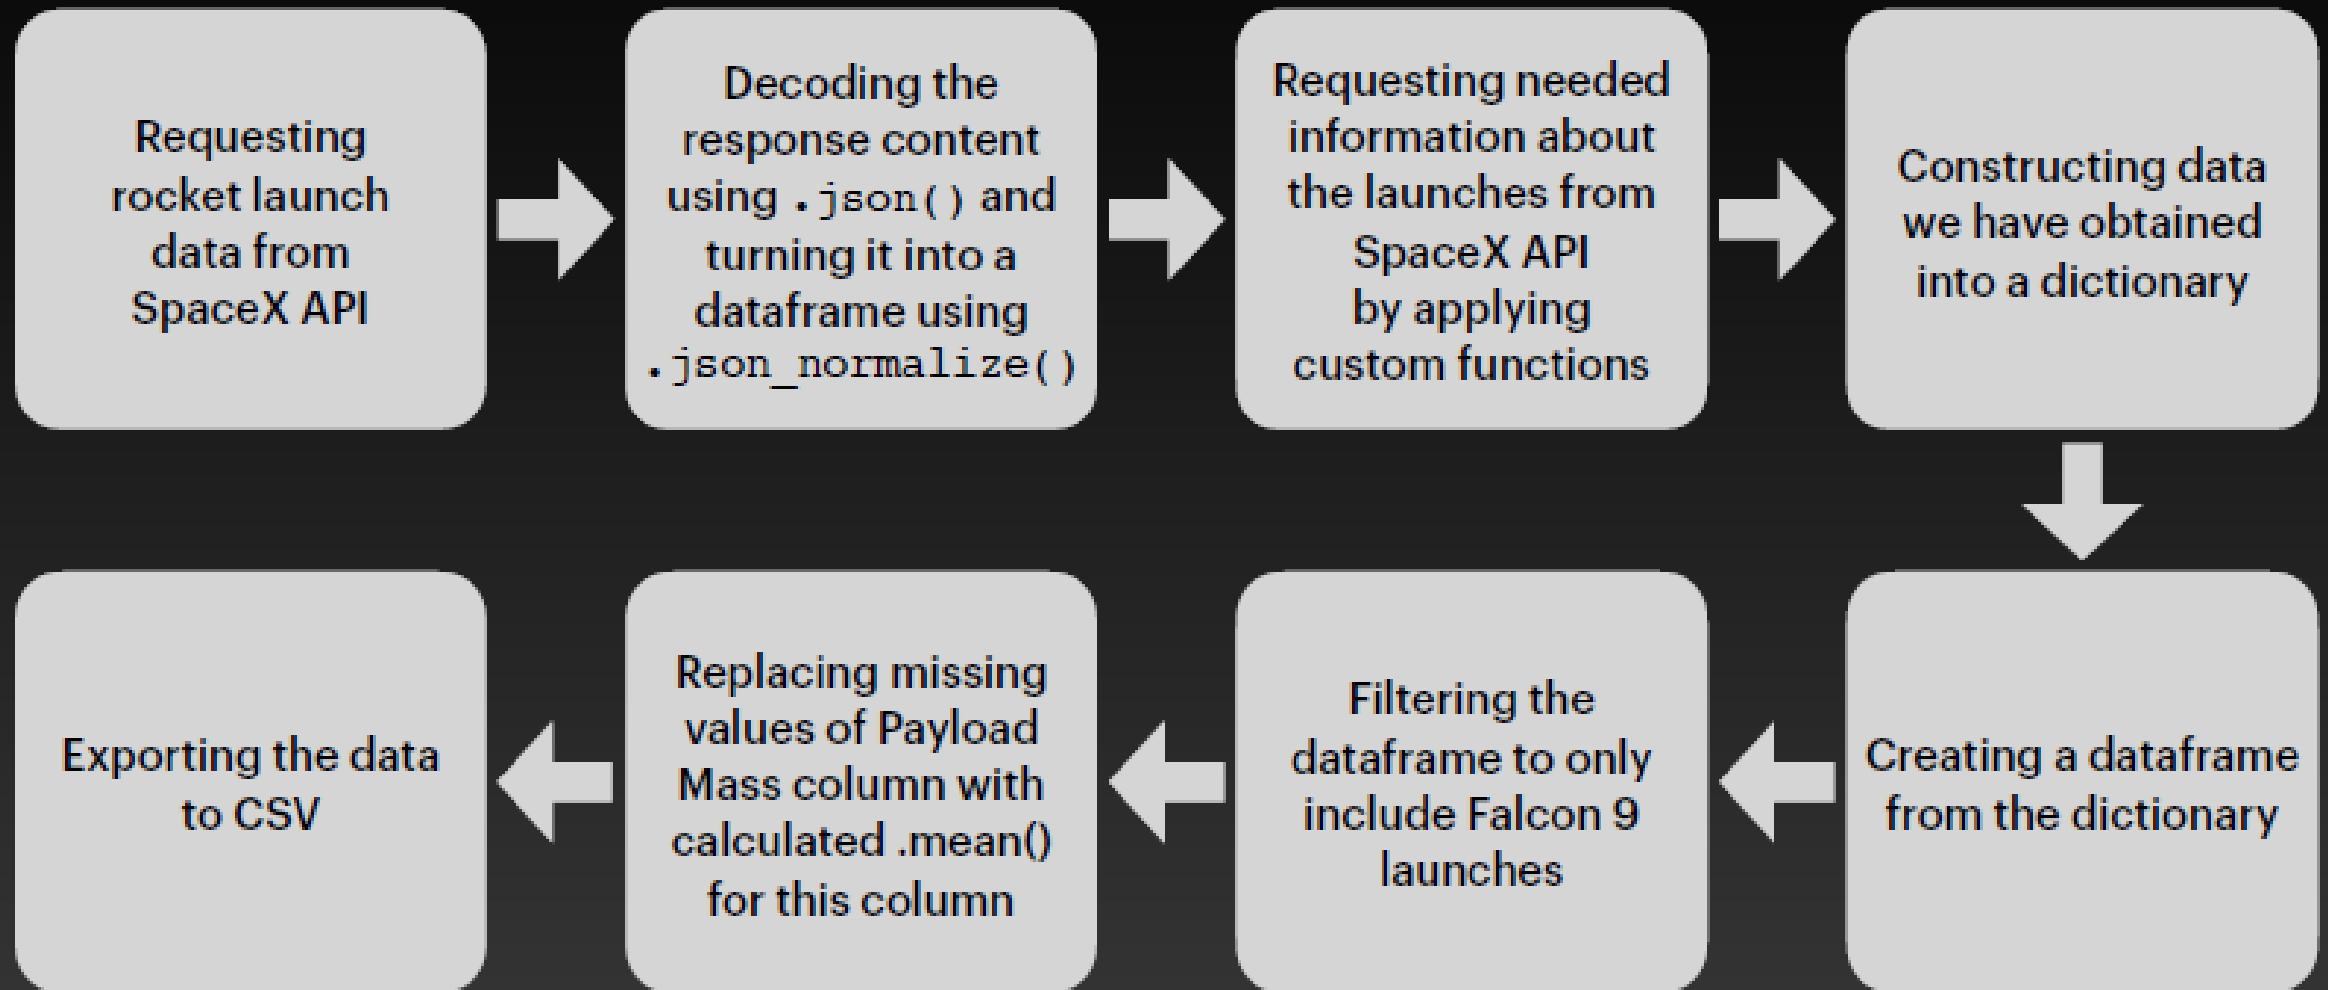 Requesting
rocket launch
data from
SpaceX API
Decoding the
response content
using .json() and
turning it into a
dataframe using
.json_normalize()
Requesting needed
information about
the launches from
SpaceX API
by applying
custom functions
Constructing data
we have obtained
into a dictionary
Creating a dataframe
from the dictionary
Filtering the
dataframe to only
include Falcon 9
launches
Replacing missing
values of Payload
Mass column with
calculated .mean()
for this column
Exporting the data
to CSV